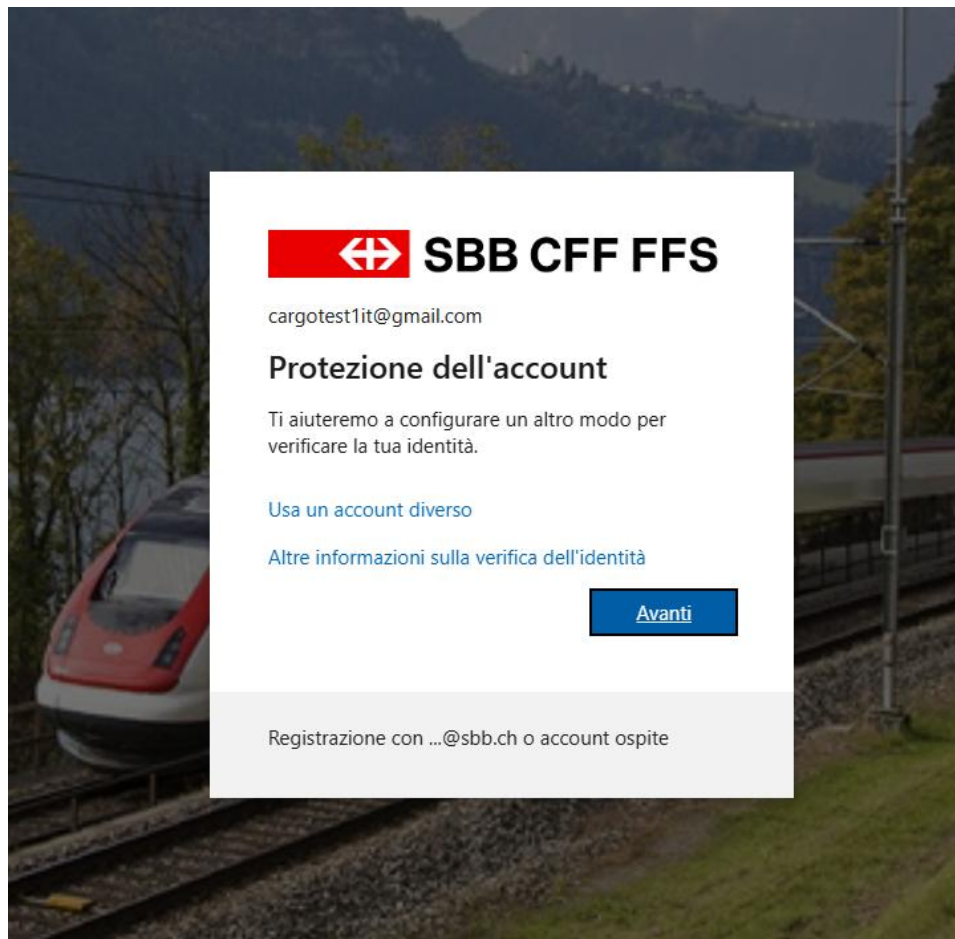 SBB CFF FFS
cargotest1it@gmail.com
Protezione dell'account
Ti aiuteremo a configurare un altro modo per
verificare la tua identità.
Usa un account diverso
Altre informazioni sulla verifica dell'identità
Avanti
Registrazione con ...@sbb.ch o account ospite